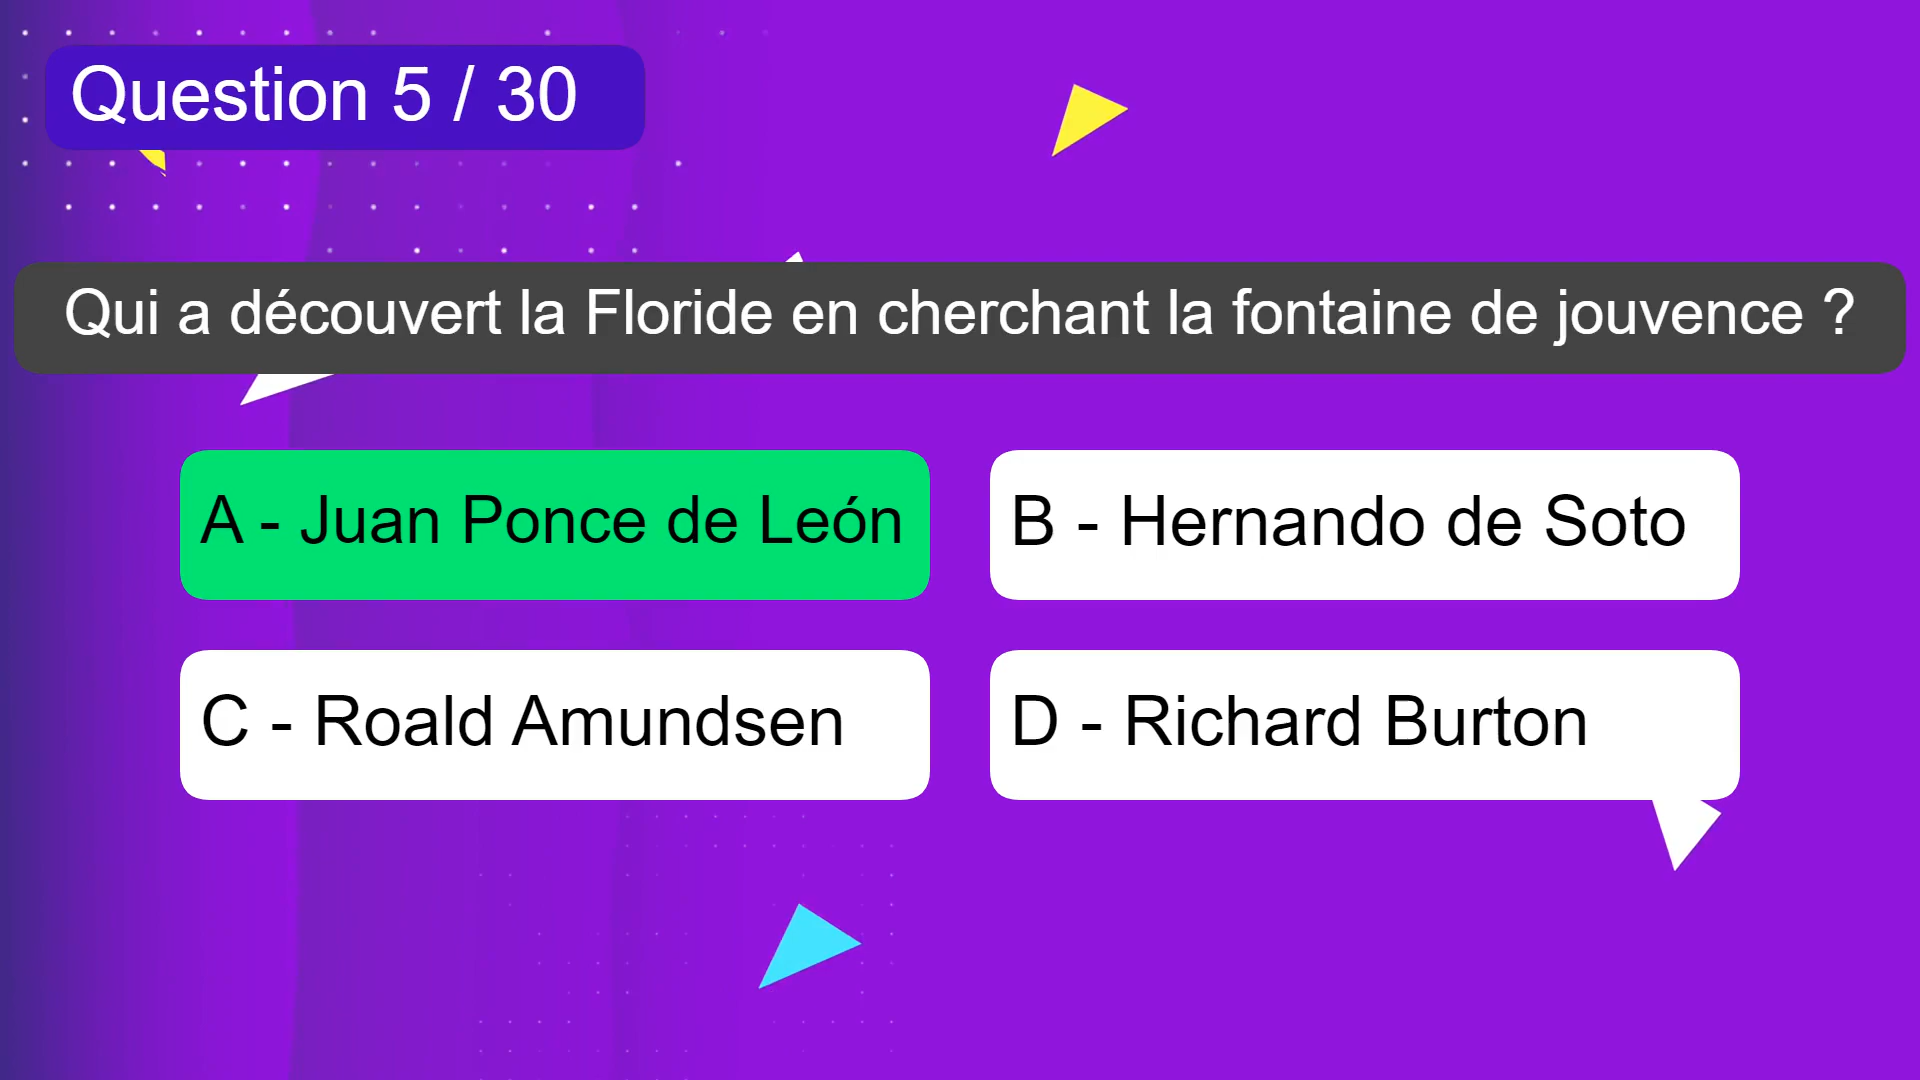 Question 5 / 30
Qui a découvert la Floride en cherchant la fontaine de jouvence ?
A - Juan Ponce de León
B - Hernando de Soto
C - Roald Amundsen
D - Richard Burton